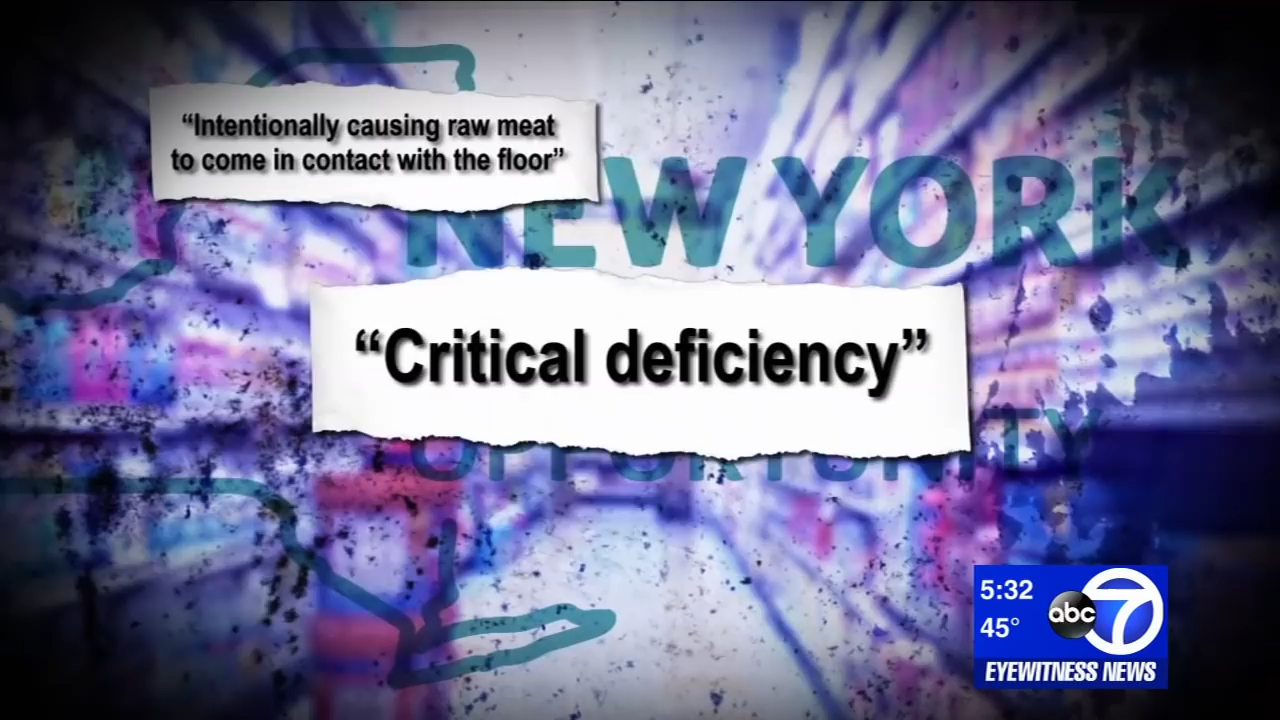 “Intentionally causing raw meat
to come in contact with the floor”
NEW YORK
“Critical deficiency”
OPPORTUNITY
5:32
45°
abc 7
EYEWITNESS NEWS